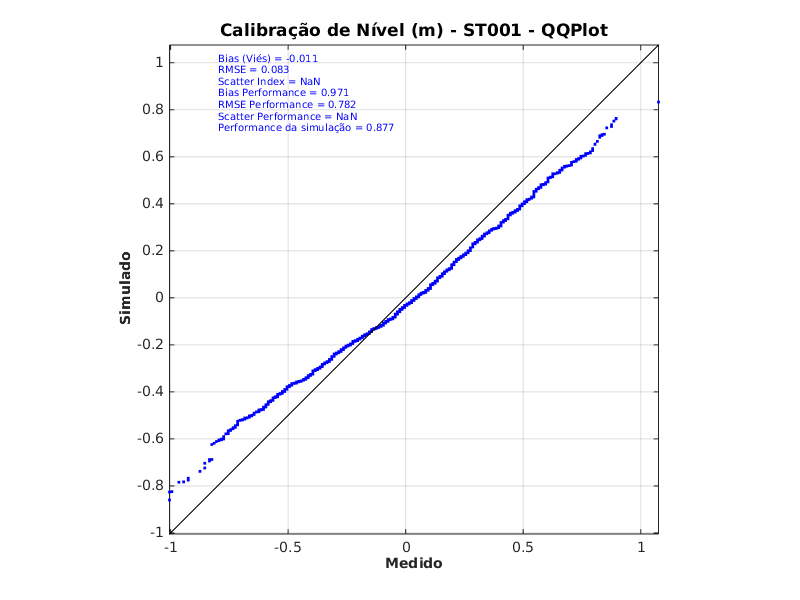 Calibração de Nível (m) - ST001 - QQPlot
Bias (Viés) = -0.011
RMSE = 0.083
Scatter Index = NaN
Bias Performance = 0.971
RMSE Performance = 0.782
Scatter Performance = NaN
Performance da simulação = 0.877
1
0.8
0.6
0.4
0.2
0
-0.2
-0.4
-0.6
-0.8
-1
Simulado
-1 -0.5 0 0.5 1
Medido